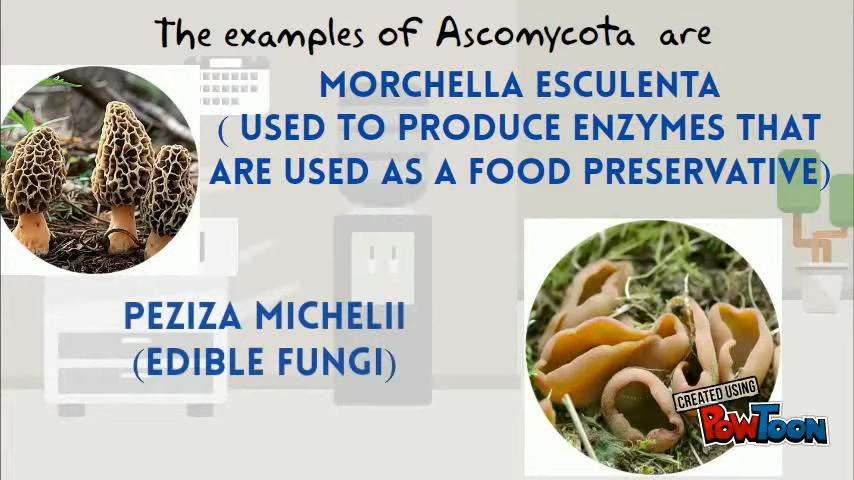 The examples of Ascomycota are
MORCHELLA ESCULENTA
( USED TO PRODUCE ENZYMES THAT
ARE USED AS A FOOD PRESERVATIVE)
PEZIZA MICHELII
(EDIBLE FUNGI)
CREATED USING
POWTOON